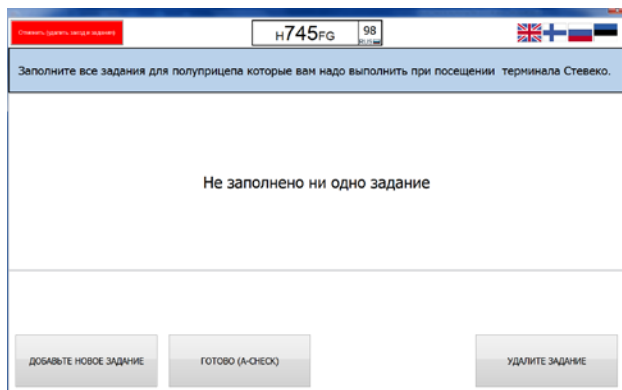 Отменить (удалить заезд и задания)
H745FG 98
RUS
Заполните все задания для полуприцепа которые вам надо выполнить при посещении терминала Стевеко.
Не заполнено ни одно задание
ДОБАВЬТЕ НОВОЕ ЗАДАНИЕ
ГОТОВО (A-CHECK)
УДАЛИТЕ ЗАДАНИЕ